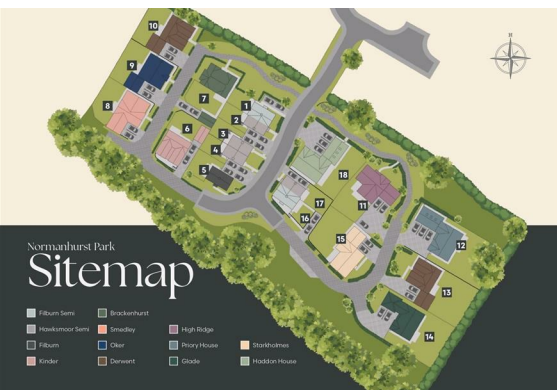 N
10
9
8
7
6
1
2
3
4
5
18
17
16
11
15
12
13
14
Normanhurst Park
Sitemap
Filburn Semi
Hawksmoor Semi
Filburn
Kinder
Brackenhurst
Smedley
Oker
Derwent
High Ridge
Priory House
Glade
Starkholmes
Haddon House